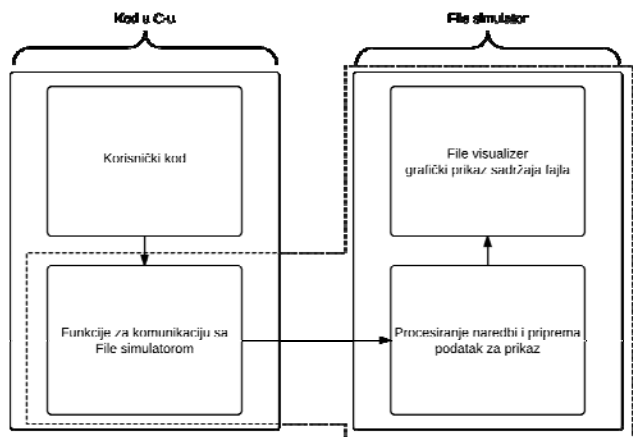 Kod u C-u
File simulator
Korisnički kod
File visualizer
grafički prikaz sadržaja fajla
Funkcije za komunikaciju sa
File simulatorom
Procesiranje naredbi i priprema
podatak za prikaz